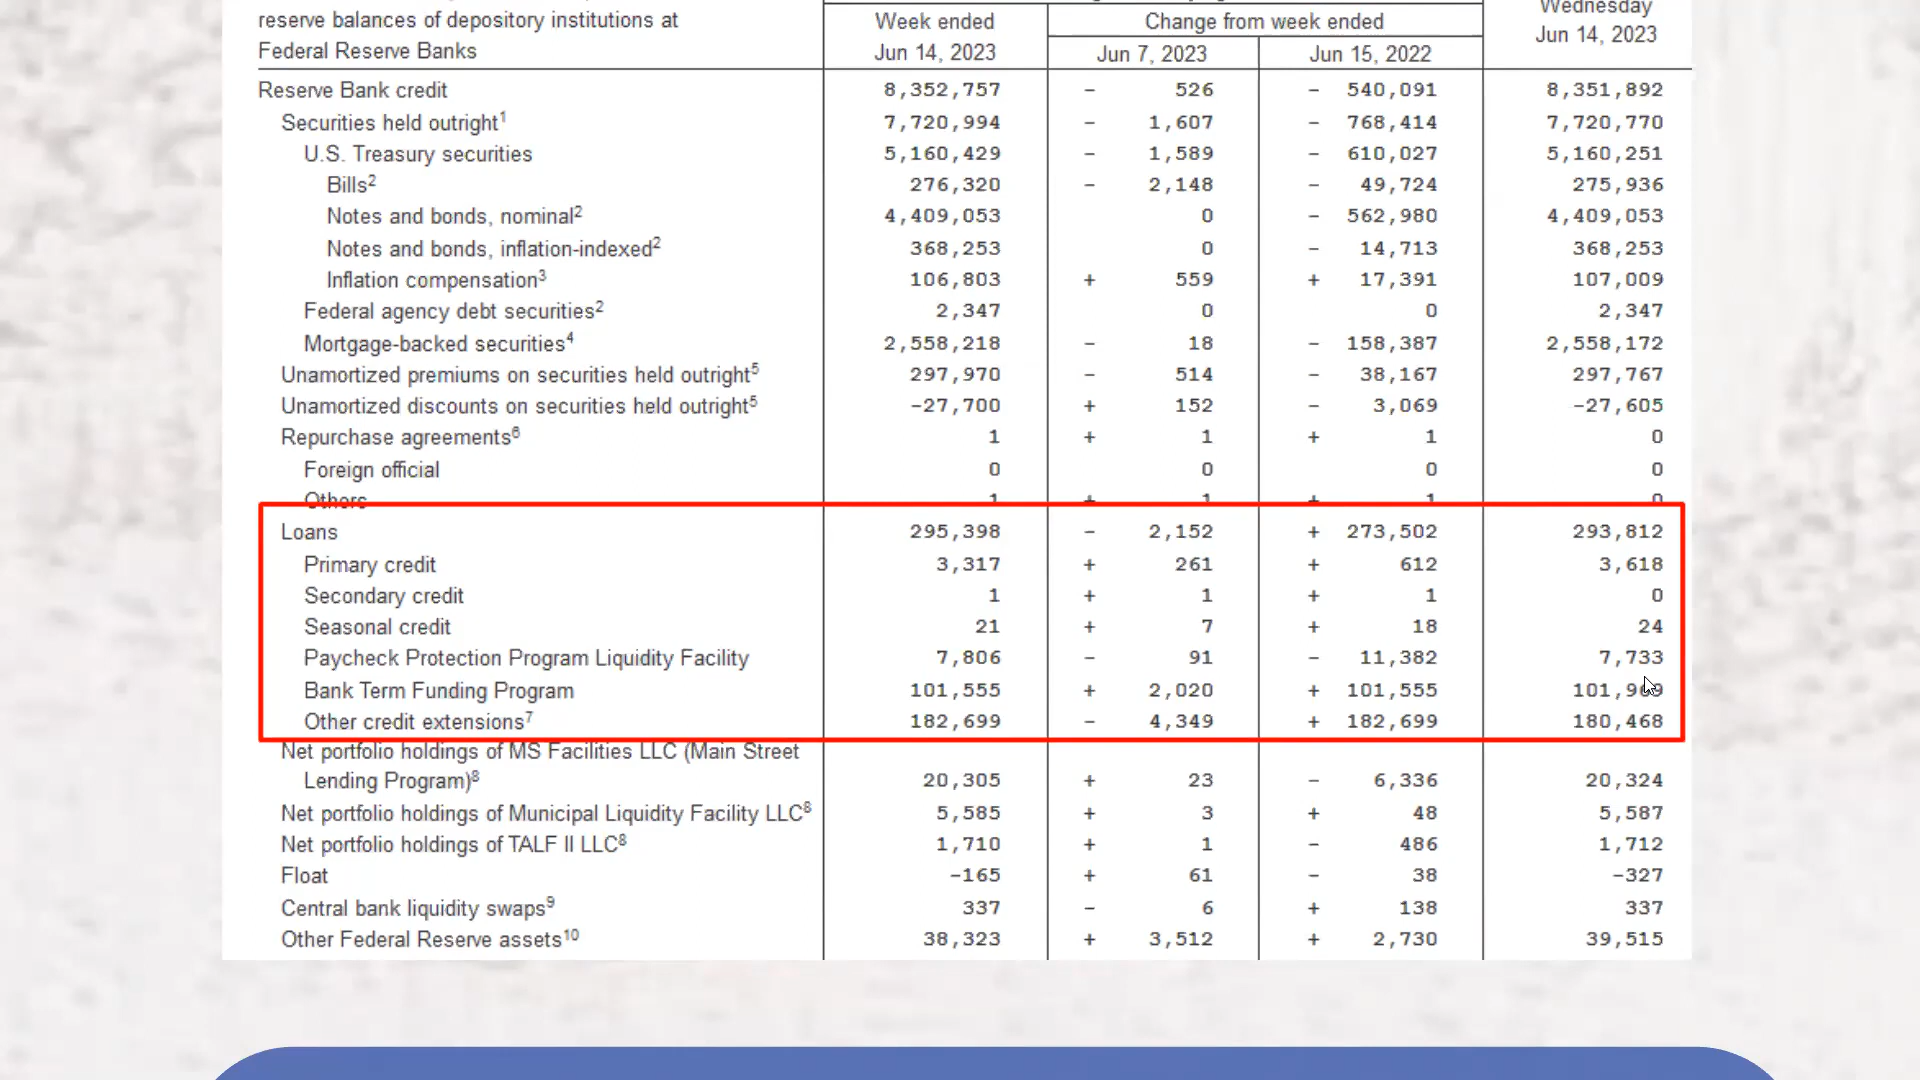 reserve balances of depository institutions at
Federal Reserve Banks
Week ended
Jun 14, 2023
Change from week ended
Jun 7, 2023 Jun 15, 2022
Wednesday
Jun 14, 2023
Reserve Bank credit 8,352,757 - 526 - 540,091 8,351,892
Securities held outright1 7,720,994 - 1,607 - 768,414 7,720,770
U.S. Treasury securities 5,160,429 - 1,589 - 610,027 5,160,251
Bills2 276,320 - 2,148 - 49,724 275,936
Notes and bonds, nominal2 4,409,053 0 - 562,980 4,409,053
Notes and bonds, inflation-indexed2 368,253 0 - 14,713 368,253
Inflation compensation3 106,803 + 559 + 17,391 107,009
Federal agency debt securities2 2,347 0 0 2,347
Mortgage-backed securities4 2,558,218 - 18 - 158,387 2,558,172
Unamortized premiums on securities held outright5 297,970 - 514 - 38,167 297,767
Unamortized discounts on securities held outright5 -27,700 + 152 - 3,069 -27,605
Repurchase agreements6 1 + 1 + 1 0
Foreign official 0 0 0 0
Others 1 + 1 + 1 0
Loans 295,398 - 2,152 + 273,502 293,812
Primary credit 3,317 + 261 + 612 3,618
Secondary credit 1 + 1 + 1 0
Seasonal credit 21 + 7 + 18 24
Paycheck Protection Program Liquidity Facility 7,806 - 91 - 11,382 7,733
Bank Term Funding Program 101,555 + 2,020 + 101,555
Other credit extensions7 182,699 - 4,349 + 182,699 180,468
Net portfolio holdings of MS Facilities LLC (Main Street
Lending Program)8 20,305 + 23 - 6,336 20,324
Net portfolio holdings of Municipal Liquidity Facility LLC8 5,585 + 3 + 48 5,587
Net portfolio holdings of TALF II LLC8 1,710 + 1 - 486 1,712
Float -165 + 61 - 38 -327
Central bank liquidity swaps9 337 - 6 + 138 337
Other Federal Reserve assets10 38,323 + 3,512 + 2,730 39,515